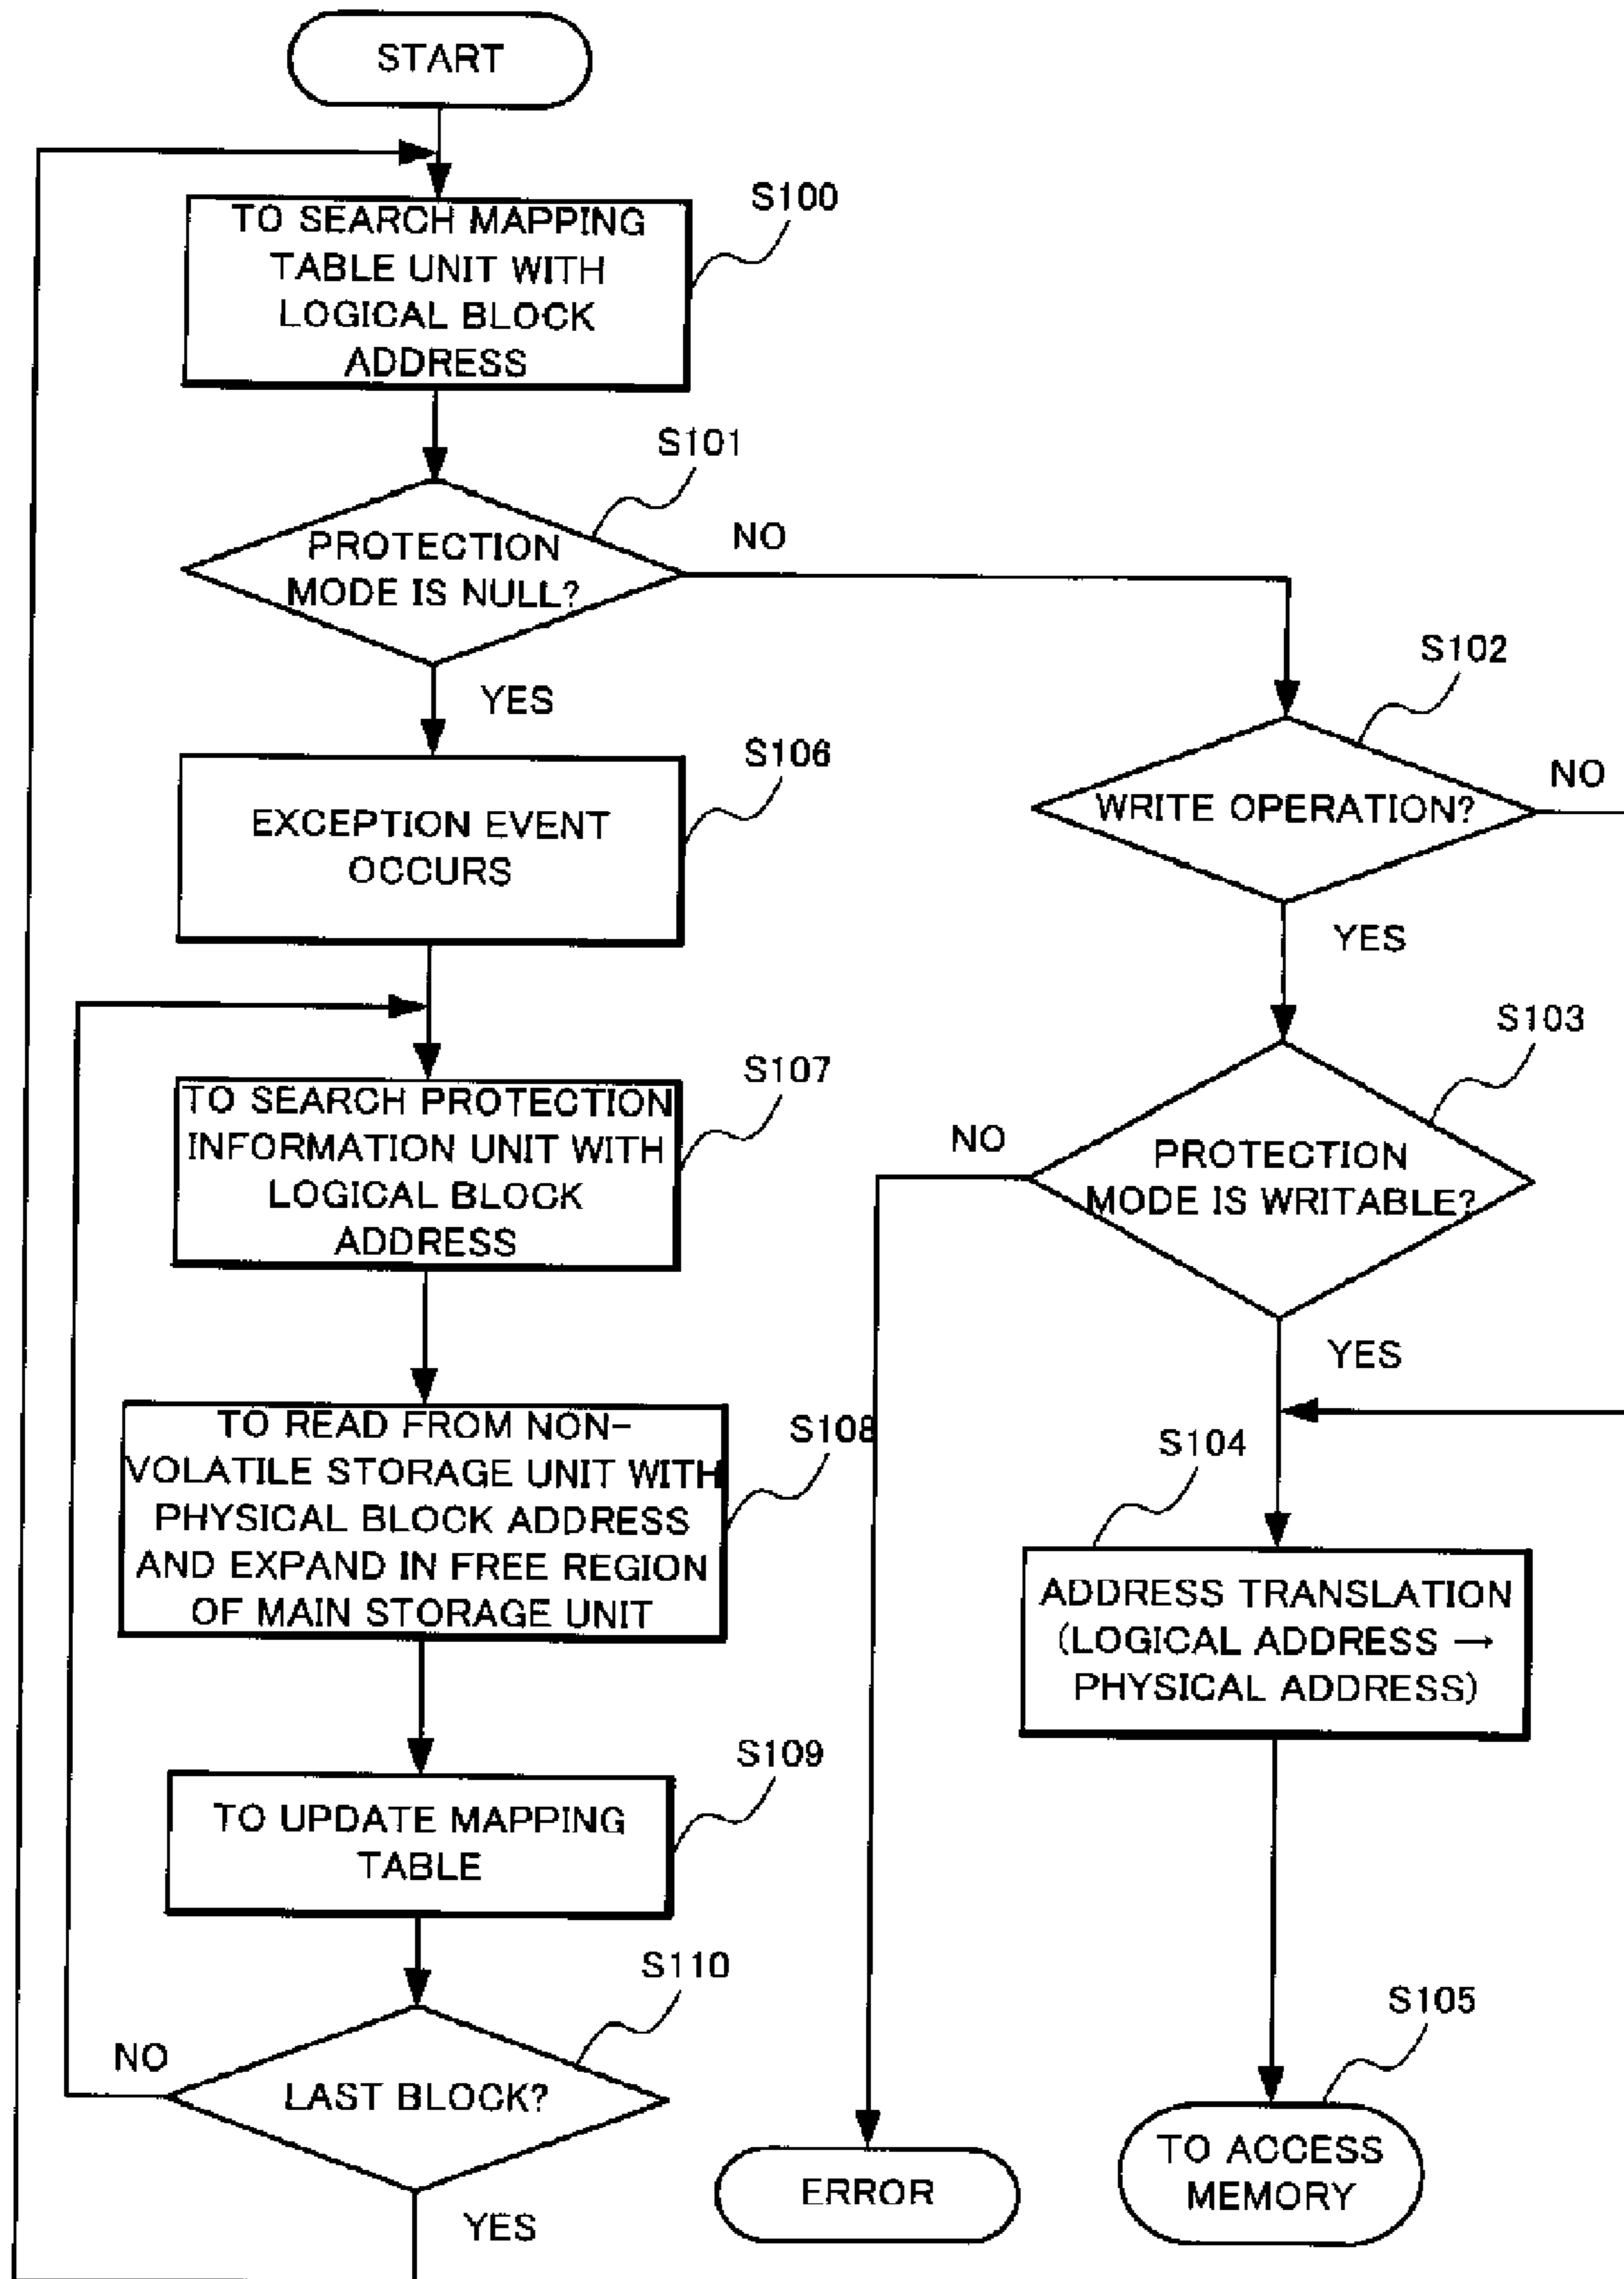 START
S100
TO SEARCH MAPPING
TABLE UNIT WITH
LOGICAL BLOCK
ADDRESS
S101
PROTECTION
MODE IS NULL?
NO
YES
S102
WRITE OPERATION?
NO
YES
S106
EXCEPTION EVENT
OCCURS
S103
PROTECTION
MODE IS WRITABLE?
NO
YES
S107
TO SEARCH PROTECTION
INFORMATION UNIT WITH
LOGICAL BLOCK
ADDRESS
S108
TO READ FROM NON-
VOLATILE STORAGE UNIT WITH
PHYSICAL BLOCK ADDRESS
AND EXPAND IN FREE REGION
OF MAIN STORAGE UNIT
S104
ADDRESS TRANSLATION
(LOGICAL ADDRESS →
PHYSICAL ADDRESS)
S109
TO UPDATE MAPPING
TABLE
S110
LAST BLOCK?
NO
YES
ERROR
S105
TO ACCESS
MEMORY